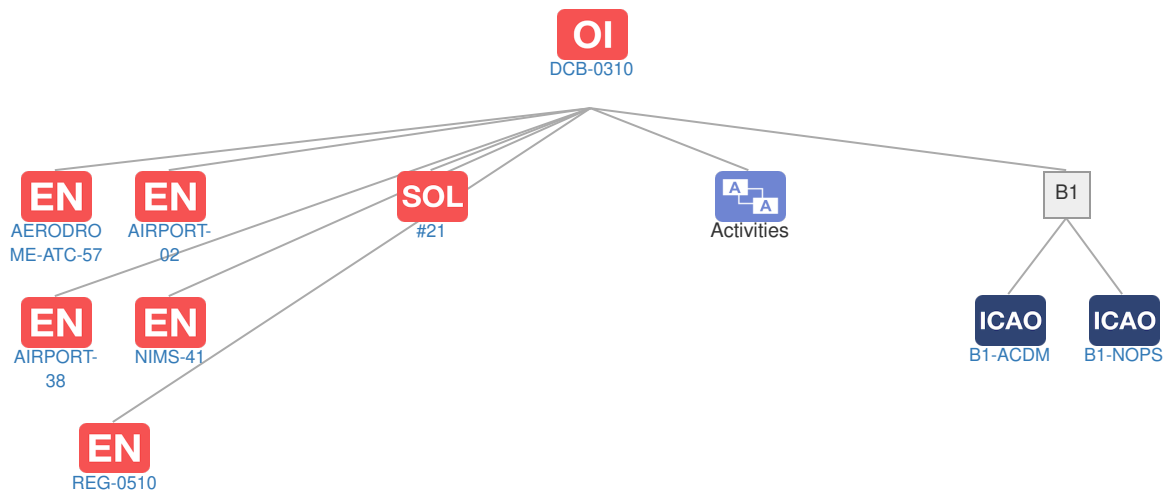 OI
DCB-0310
EN
AERODRO
ME-ATC-57
EN
AIRPORT-
02
SOL
#21
A
A
Activities
B1
EN
AIRPORT-
38
EN
NIMS-41
ICAO
B1-ACDM
ICAO
B1-NOPS
EN
REG-0510